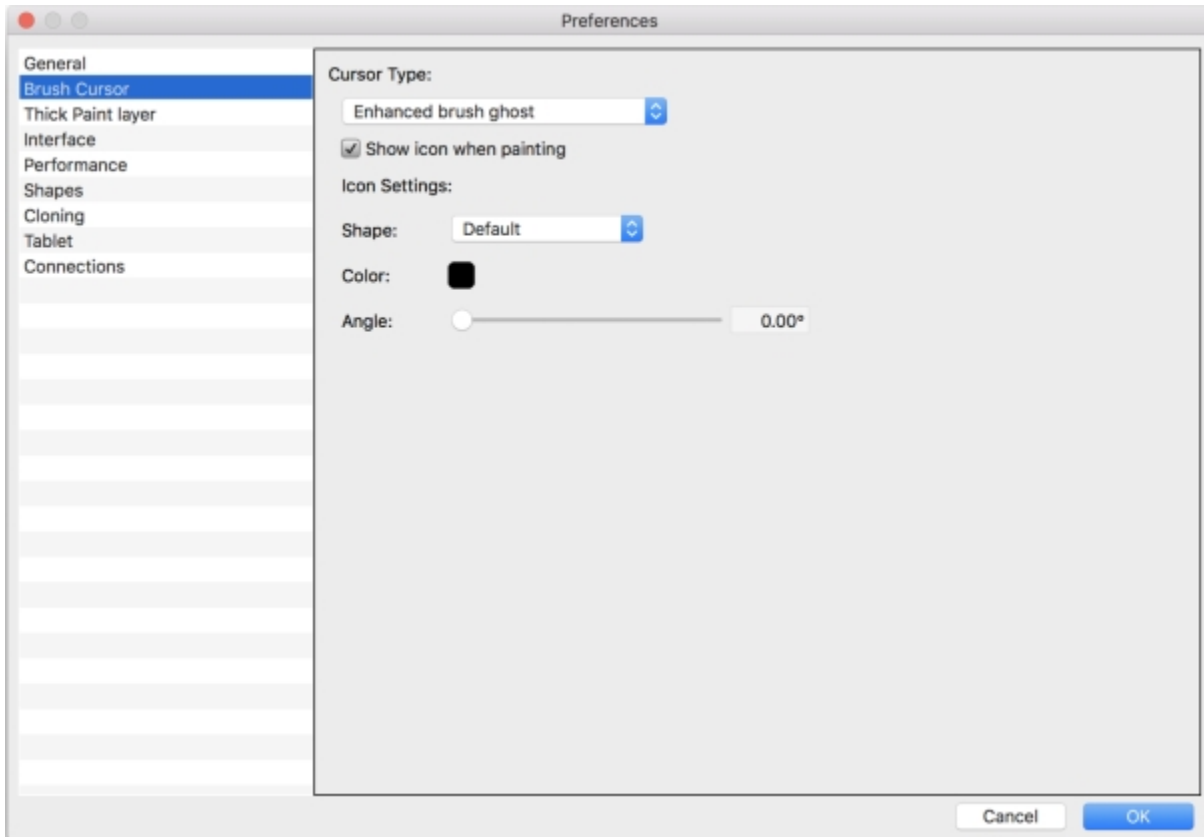 Preferences
General
Brush Cursor
Thick Paint layer
Interface
Performance
Shapes
Cloning
Tablet
Connections
Cursor Type:
Enhanced brush ghost
Show icon when painting
Icon Settings:
Shape: Default
Color:
Angle: 0.00°
Cancel OK